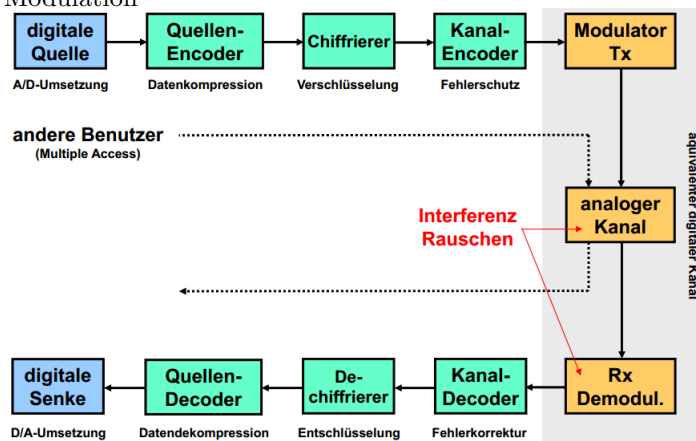 Modulation
digitale
Quelle
Quellen-
Encoder
Chiffrierer
Kanal-
Encoder
Modulator
Tx
A/D-Umsetzung
Datenkompression
Verschlüsselung
Fehlerschutz
andere Benutzer
(Multiple Access)
äquivalenter digitaler Kanal
analoger
Kanal
Interferenz
Rauschen
digitale
Senke
Quellen-
Decoder
De-
chiffrierer
Kanal-
Decoder
Rx
Demodul.
D/A-Umsetzung
Datendekompression
Entschlüsselung
Fehlerkorrektur